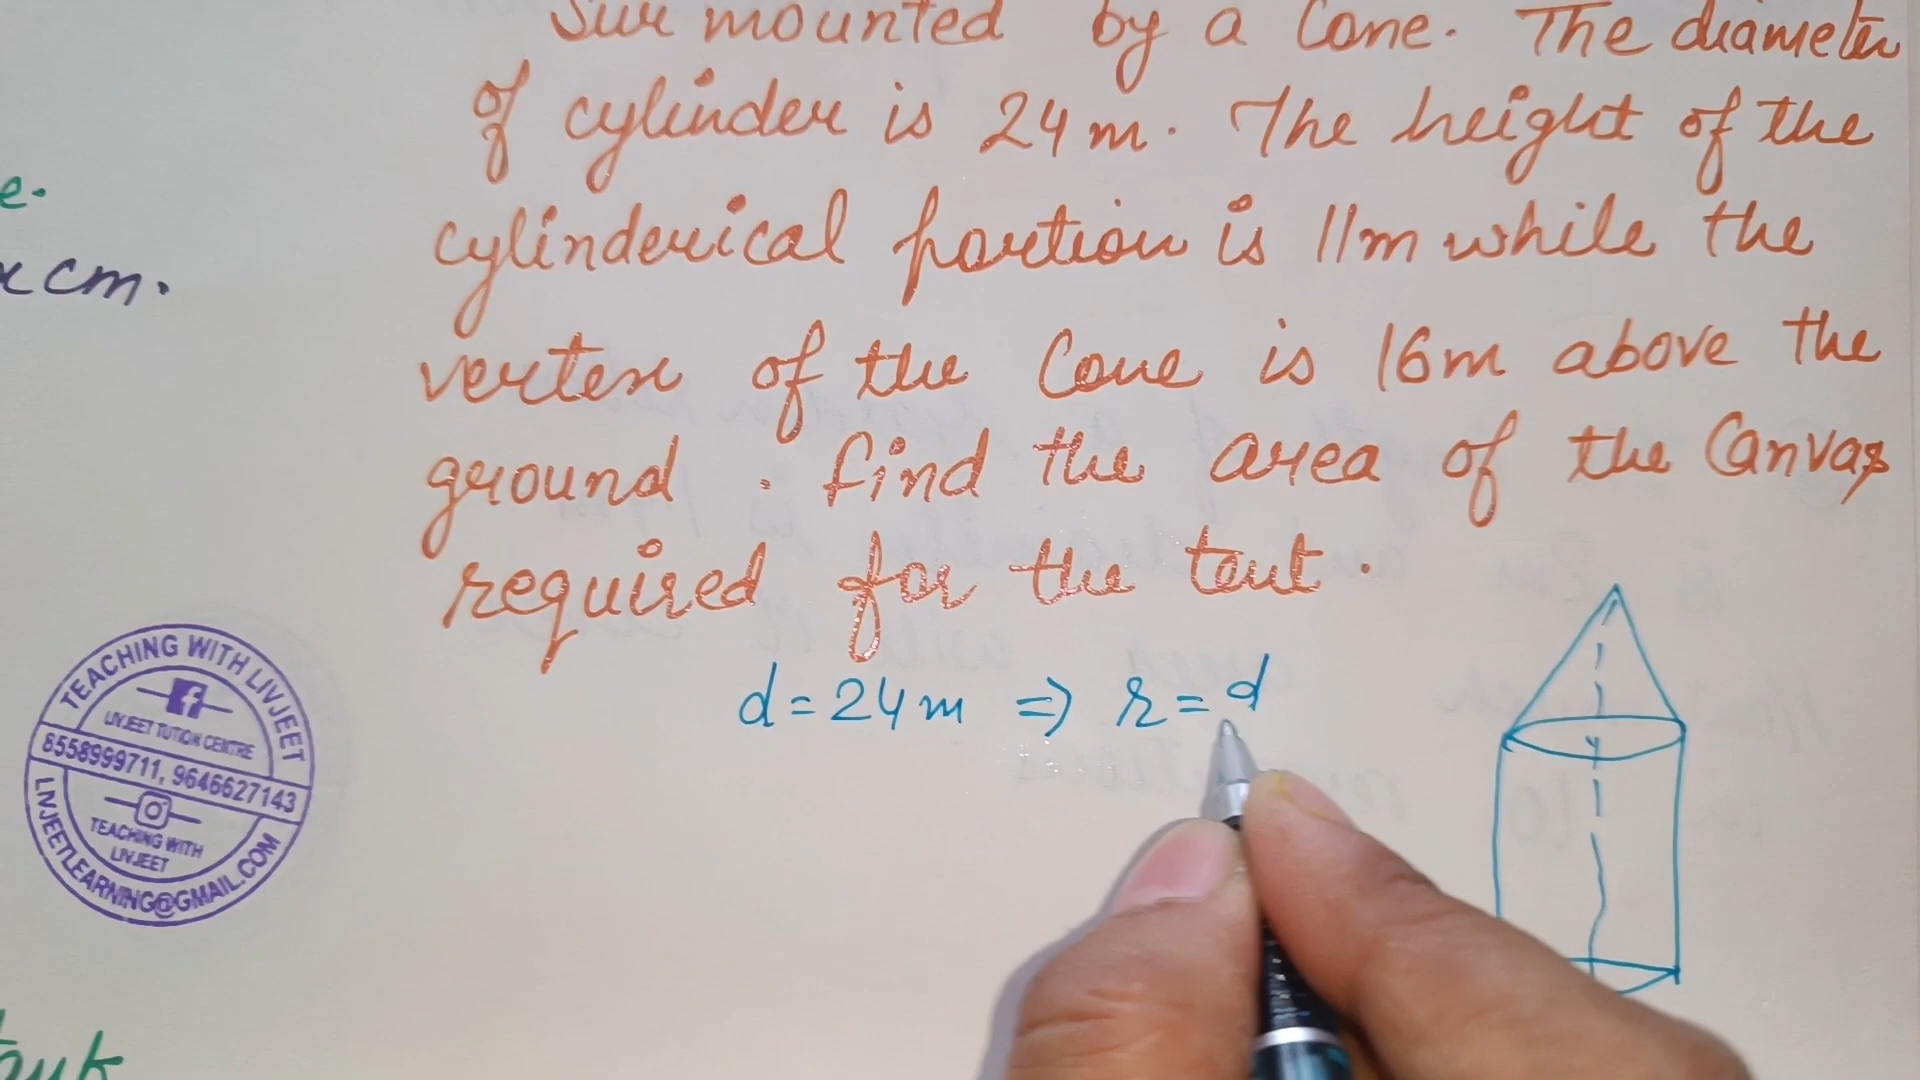 Surmounted by a Cone. The diameter
of cylinder is 24m. The height of the
e.
cylinderical portion is 11m while the
x cm.
vertex of the Cone is 16m above the
ground. find the area of the Canvas
required for the tent.
d = 24m => r = d
TEACHING WITH LIVJEET
LIVJEET TUTION CENTRE
8558999711, 9646627143
TEACHING WITH
LIVJEET
LIVJEETLEARNING@GMAIL.COM